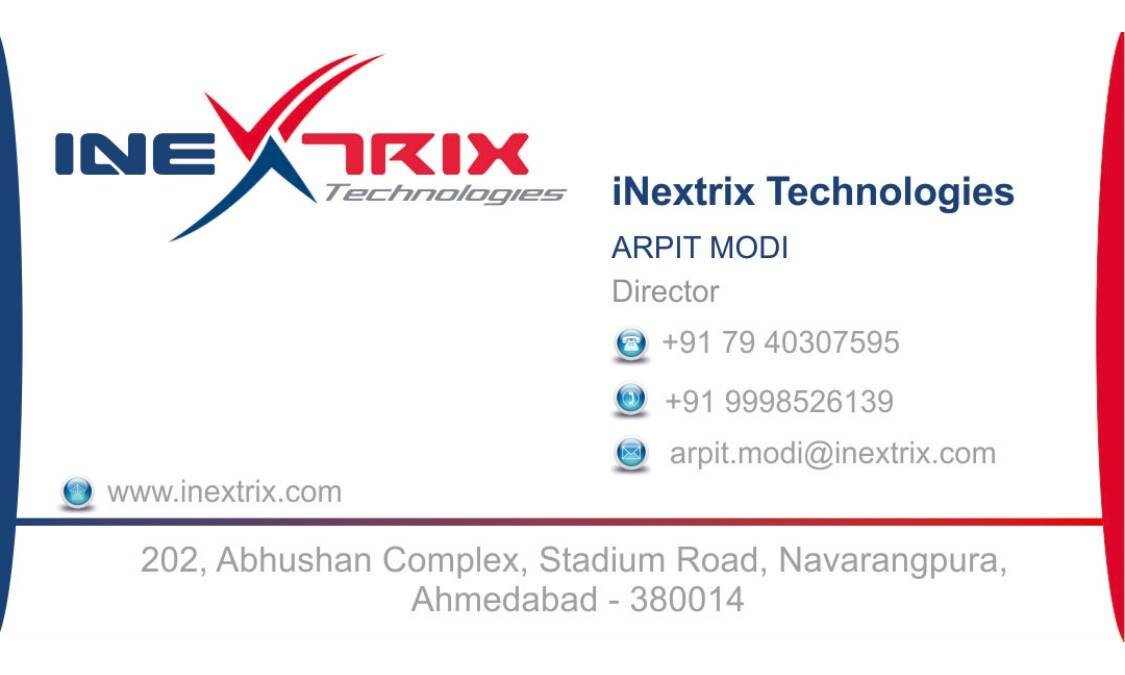 INEXTRIX
Technologies
iNextrix Technologies
ARPIT MODI
Director
+91 79 40307595
+91 9998526139
arpit.modi@inextrix.com
www.inextrix.com
202, Abhushan Complex, Stadium Road, Navarangpura,
Ahmedabad - 380014